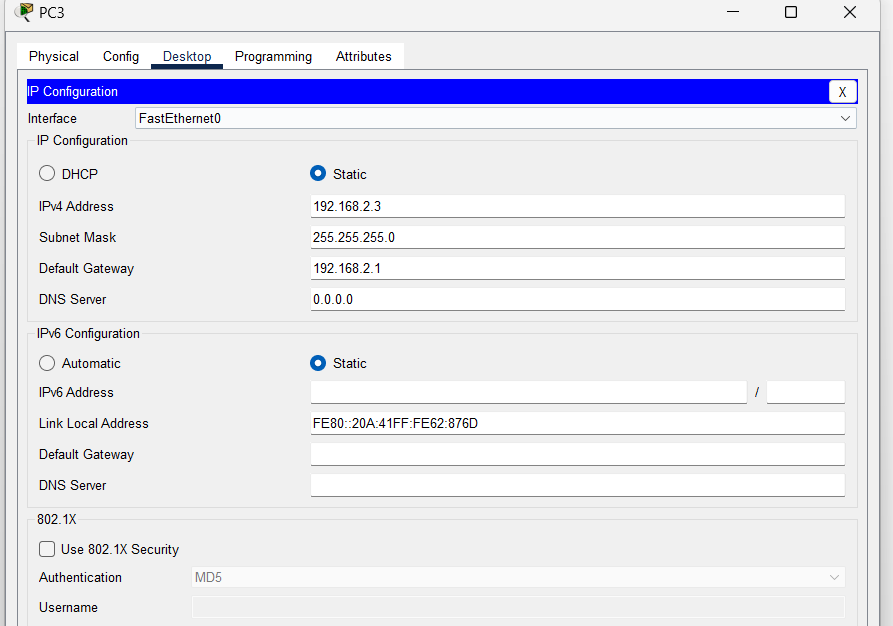 PC3
Physical Config Desktop Programming Attributes
IP Configuration X
Interface FastEthernet0
IP Configuration
DHCP Static
IPv4 Address 192.168.2.3
Subnet Mask 255.255.255.0
Default Gateway 192.168.2.1
DNS Server 0.0.0.0
IPv6 Configuration
Automatic Static
IPv6 Address /
Link Local Address FE80::20A:41FF:FE62:876D
Default Gateway
DNS Server
802.1X
Use 802.1X Security
Authentication MD5
Username